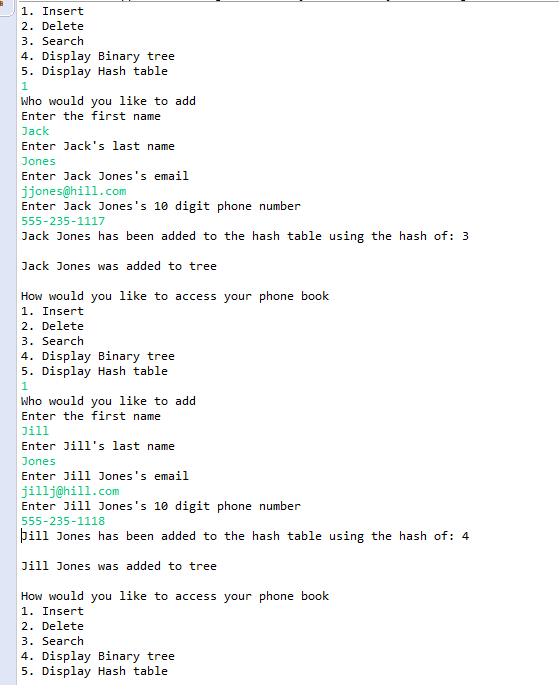 1. Insert
2. Delete
3. Search
4. Display Binary tree
5. Display Hash table
1
Who would you like to add
Enter the first name
Jack
Enter Jack's last name
Jones
Enter Jack Jones's email
jjones@hill.com
Enter Jack Jones's 10 digit phone number
555-235-1117
Jack Jones has been added to the hash table using the hash of: 3
Jack Jones was added to tree
How would you like to access your phone book
1. Insert
2. Delete
3. Search
4. Display Binary tree
5. Display Hash table
1
Who would you like to add
Enter the first name
Jill
Enter Jill's last name
Jones
Enter Jill Jones's email
jillj@hill.com
Enter Jill Jones's 10 digit phone number
555-235-1118
Jill Jones has been added to the hash table using the hash of: 4
Jill Jones was added to tree
How would you like to access your phone book
1. Insert
2. Delete
3. Search
4. Display Binary tree
5. Display Hash table